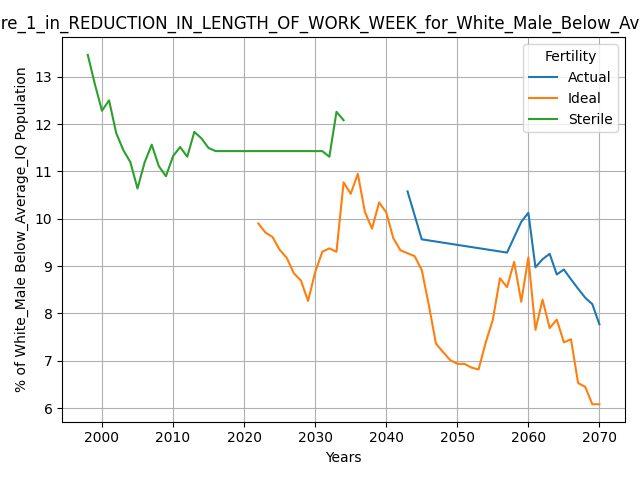 re_1_in_REDUCTION_IN_LENGTH_OF_WORK_WEEK_for_White_Male_Below_Av
% of White_Male Below_Average_IQ Population
13
12
11
10
9
8
7
6
Fertility
Actual
Ideal
Sterile
2000 2010 2020 2030 2040 2050 2060 2070
Years